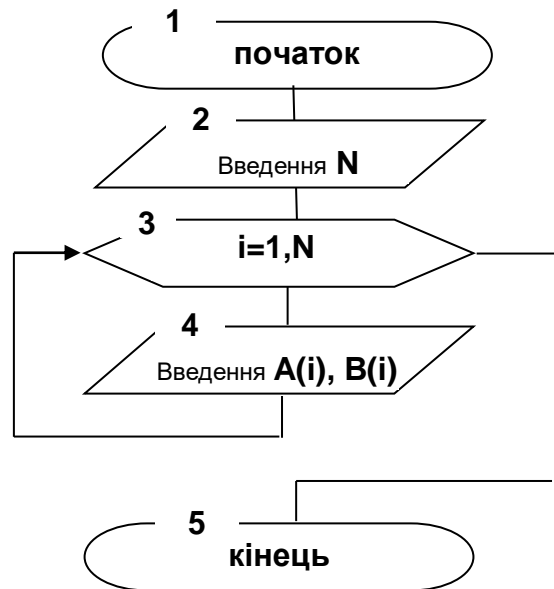 1
початок
2
Введення N
3
i=1,N
4
Введення A(i), B(i)
5
кінець